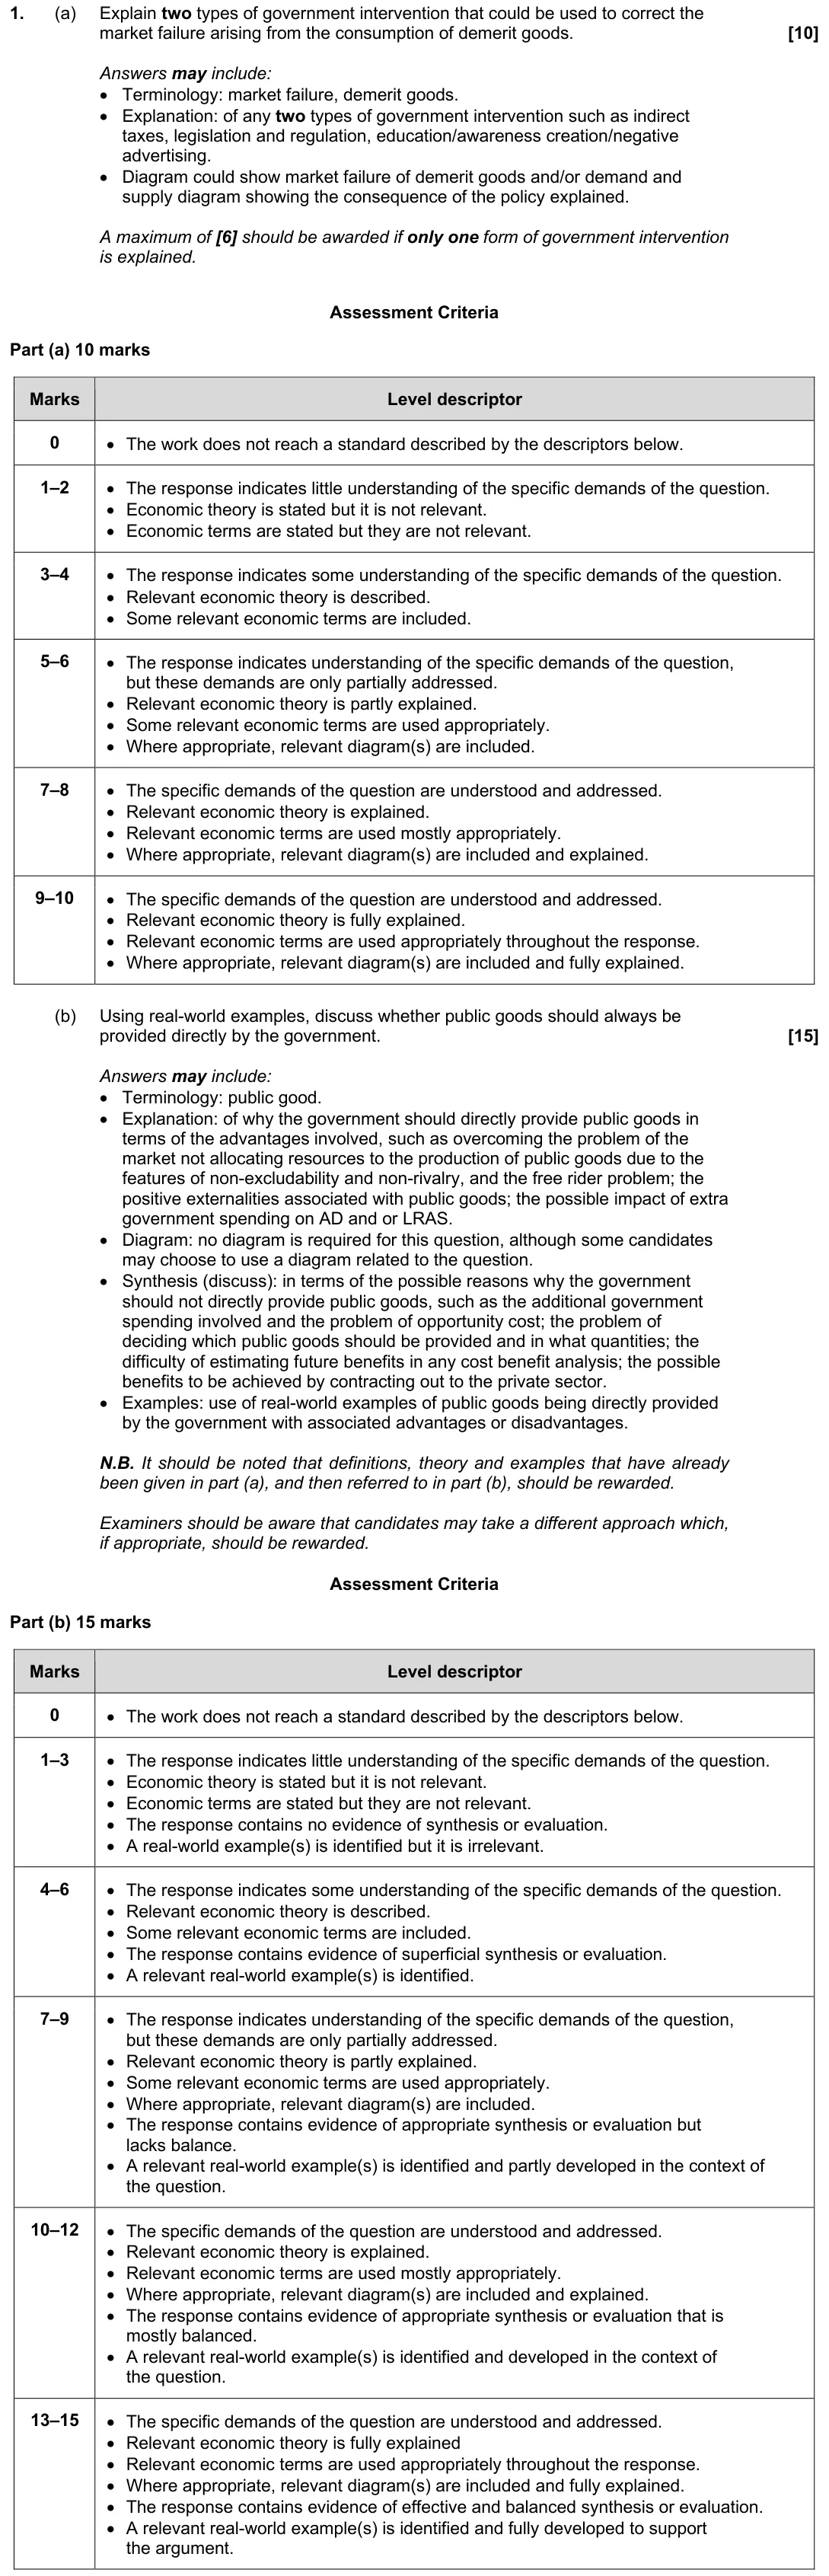 1. (a) Explain two types of government intervention that could be used to correct the
market failure arising from the consumption of demerit goods. [10]
Answers may include:
• Terminology: market failure, demerit goods.
• Explanation: of any two types of government intervention such as indirect
taxes, legislation and regulation, education/awareness creation/negative
advertising.
• Diagram could show market failure of demerit goods and/or demand and
supply diagram showing the consequence of the policy explained.
A maximum of [6] should be awarded if only one form of government intervention
is explained.
Assessment Criteria
Part (a) 10 marks
Marks Level descriptor
0 • The work does not reach a standard described by the descriptors below.
1–2 • The response indicates little understanding of the specific demands of the question.
• Economic theory is stated but it is not relevant.
• Economic terms are stated but they are not relevant.
3–4 • The response indicates some understanding of the specific demands of the question.
• Relevant economic theory is described.
• Some relevant economic terms are included.
5–6 • The response indicates understanding of the specific demands of the question,
but these demands are only partially addressed.
• Relevant economic theory is partly explained.
• Some relevant economic terms are used appropriately.
• Where appropriate, relevant diagram(s) are included.
7–8 • The specific demands of the question are understood and addressed.
• Relevant economic theory is explained.
• Relevant economic terms are used mostly appropriately.
• Where appropriate, relevant diagram(s) are included and explained.
9–10 • The specific demands of the question are understood and addressed.
• Relevant economic theory is fully explained.
• Relevant economic terms are used appropriately throughout the response.
• Where appropriate, relevant diagram(s) are included and fully explained.
(b) Using real-world examples, discuss whether public goods should always be
provided directly by the government. [15]
Answers may include:
• Terminology: public good.
• Explanation: of why the government should directly provide public goods in
terms of the advantages involved, such as overcoming the problem of the
market not allocating resources to the production of public goods due to the
features of non-excludability and non-rivalry, and the free rider problem; the
positive externalities associated with public goods; the possible impact of extra
government spending on AD and or LRAS.
• Diagram: no diagram is required for this question, although some candidates
may choose to use a diagram related to the question.
• Synthesis (discuss): in terms of the possible reasons why the government
should not directly provide public goods, such as the additional government
spending involved and the problem of opportunity cost; the problem of
deciding which public goods should be provided and in what quantities; the
difficulty of estimating future benefits in any cost benefit analysis; the possible
benefits to be achieved by contracting out to the private sector.
• Examples: use of real-world examples of public goods being directly provided
by the government with associated advantages or disadvantages.
N.B. It should be noted that definitions, theory and examples that have already
been given in part (a), and then referred to in part (b), should be rewarded.
Examiners should be aware that candidates may take a different approach which,
if appropriate, should be rewarded.
Assessment Criteria
Part (b) 15 marks
Marks Level descriptor
0 • The work does not reach a standard described by the descriptors below.
1–3 • The response indicates little understanding of the specific demands of the question.
• Economic theory is stated but it is not relevant.
• Economic terms are stated but they are not relevant.
• The response contains no evidence of synthesis or evaluation.
• A real-world example(s) is identified but it is irrelevant.
4–6 • The response indicates some understanding of the specific demands of the question.
• Relevant economic theory is described.
• Some relevant economic terms are included.
• The response contains evidence of superficial synthesis or evaluation.
• A relevant real-world example(s) is identified.
7–9 • The response indicates understanding of the specific demands of the question,
but these demands are only partially addressed.
• Relevant economic theory is partly explained.
• Some relevant economic terms are used appropriately.
• Where appropriate, relevant diagram(s) are included.
• The response contains evidence of appropriate synthesis or evaluation but
lacks balance.
• A relevant real-world example(s) is identified and partly developed in the context of
the question.
10–12 • The specific demands of the question are understood and addressed.
• Relevant economic theory is explained.
• Relevant economic terms are used mostly appropriately.
• Where appropriate, relevant diagram(s) are included and explained.
• The response contains evidence of appropriate synthesis or evaluation that is
mostly balanced.
• A relevant real-world example(s) is identified and developed in the context of
the question.
13–15 • The specific demands of the question are understood and addressed.
• Relevant economic theory is fully explained
• Relevant economic terms are used appropriately throughout the response.
• Where appropriate, relevant diagram(s) are included and fully explained.
• The response contains evidence of effective and balanced synthesis or evaluation.
• A relevant real-world example(s) is identified and fully developed to support
the argument.